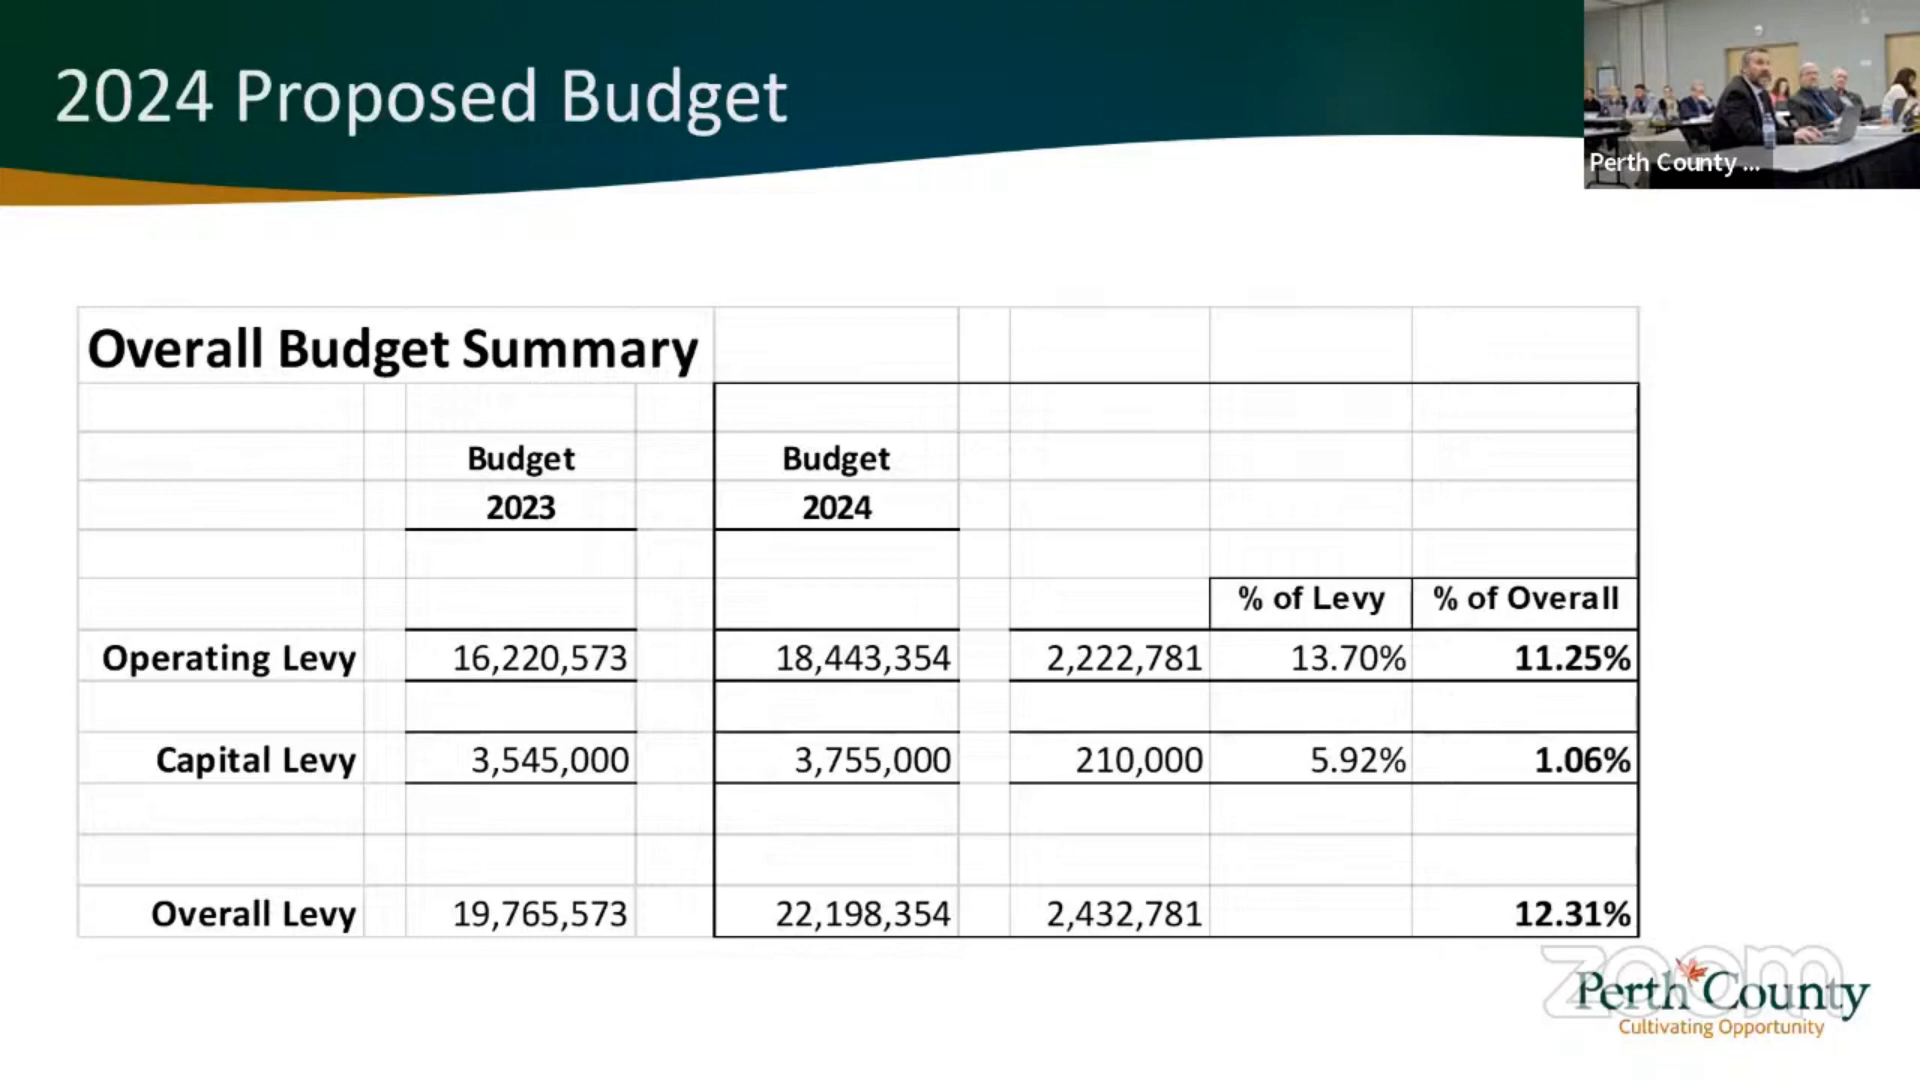 2024 Proposed Budget
Perth County ...
Overall Budget Summary
Budget Budget
2023 2024
% of Levy % of Overall
Operating Levy 16,220,573 18,443,354 2,222,781 13.70% 11.25%
Capital Levy 3,545,000 3,755,000 210,000 5.92% 1.06%
Overall Levy 19,765,573 22,198,354 2,432,781 12.31%
zoom
Perth County
Cultivating Opportunity